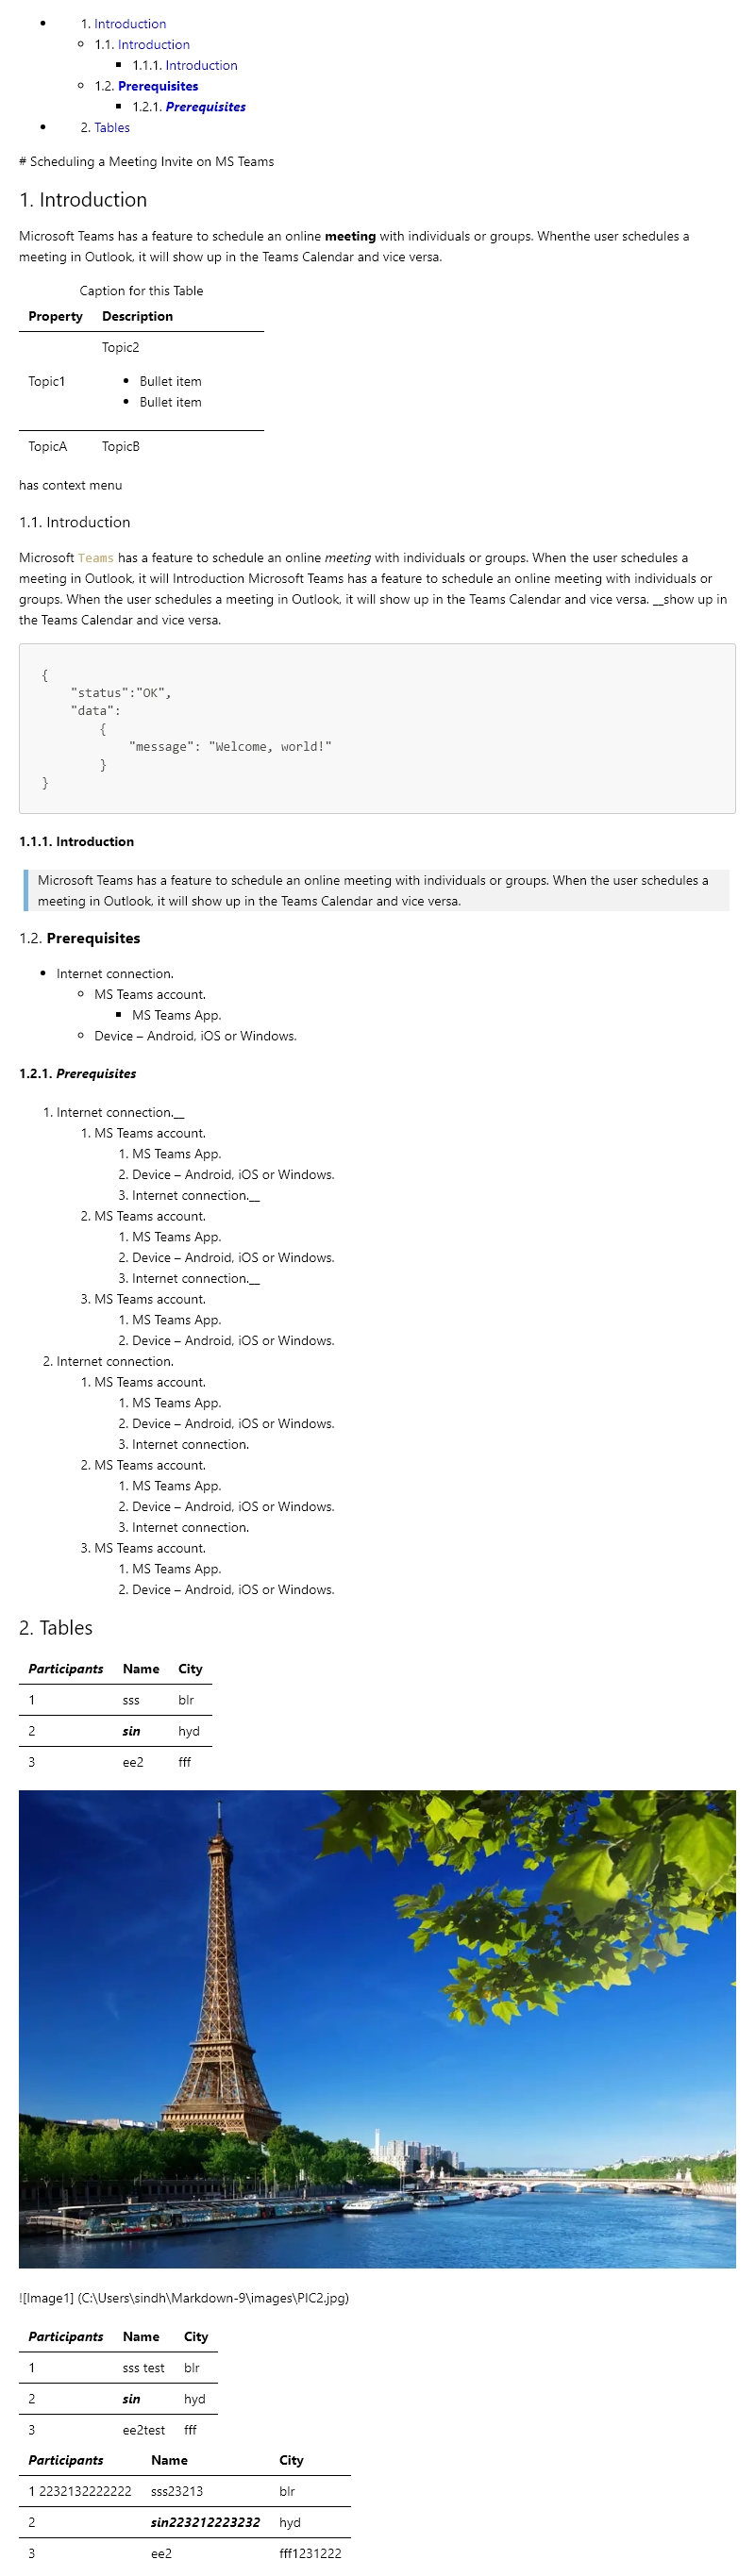 1. Introduction
1.1. Introduction
1.1.1. Introduction
1.2. Prerequisites
1.2.1. Prerequisites
2. Tables
# Scheduling a Meeting Invite on MS Teams
1. Introduction
Microsoft Teams has a feature to schedule an online meeting with individuals or groups. Whenthe user schedules a
meeting in Outlook, it will show up in the Teams Calendar and vice versa.
Caption for this Table
Property Description
Topic2
Topic1
• Bullet item
• Bullet item
TopicA TopicB
has context menu
1.1. Introduction
Microsoft Teams has a feature to schedule an online meeting with individuals or groups. When the user schedules a
meeting in Outlook, it will Introduction Microsoft Teams has a feature to schedule an online meeting with individuals or
groups. When the user schedules a meeting in Outlook, it will show up in the Teams Calendar and vice versa. __show up in
the Teams Calendar and vice versa.
{
"status":"OK",
"data":
{
"message": "Welcome, world!"
}
}
1.1.1. Introduction
Microsoft Teams has a feature to schedule an online meeting with individuals or groups. When the user schedules a
meeting in Outlook, it will show up in the Teams Calendar and vice versa.
1.2. Prerequisites
Internet connection.
MS Teams account.
MS Teams App.
Device – Android, iOS or Windows.
1.2.1. Prerequisites
1. Internet connection.__
1. MS Teams account.
1. MS Teams App.
2. Device – Android, iOS or Windows.
3. Internet connection.__
2. MS Teams account.
1. MS Teams App.
2. Device – Android, iOS or Windows.
3. Internet connection.__
3. MS Teams account.
1. MS Teams App.
2. Device – Android, iOS or Windows.
2. Internet connection.
1. MS Teams account.
1. MS Teams App.
2. Device – Android, iOS or Windows.
3. Internet connection.
2. MS Teams account.
1. MS Teams App.
2. Device – Android, iOS or Windows.
3. Internet connection.
3. MS Teams account.
1. MS Teams App.
2. Device – Android, iOS or Windows.
2. Tables
Participants Name City
1 sss blr
2 sin hyd
3 ee2 fff
![Image1] (C:\Users\sindh\Markdown-9\images\PIC2.jpg)
Participants Name City
1 sss test blr
2 sin hyd
3 ee2test fff
Participants Name City
1 2232132222222 sss23213 blr
2 sin223212223232 hyd
3 ee2 fff1231222